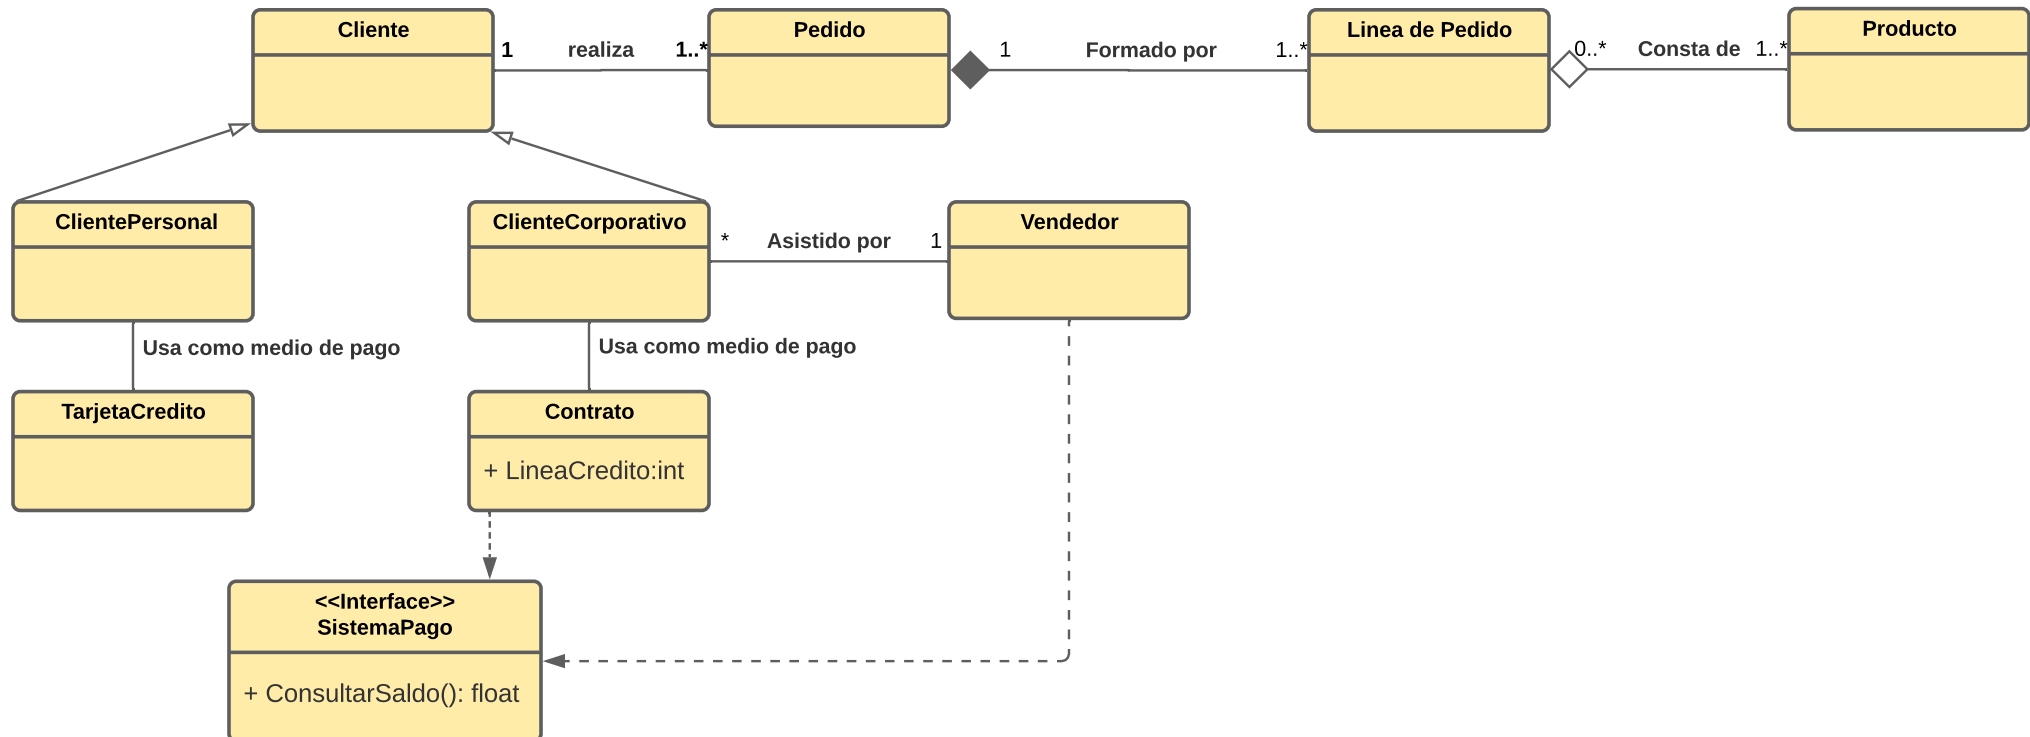 Cliente
1 realiza 1..*
Pedido
1 Formado por 1..*
Linea de Pedido
0..* Consta de 1..*
Producto
ClientePersonal
ClienteCorporativo
* Asistido por 1
Vendedor
Usa como medio de pago
Usa como medio de pago
TarjetaCredito
Contrato
+ LineaCredito:int
<<Interface>>
SistemaPago
+ ConsultarSaldo(): float